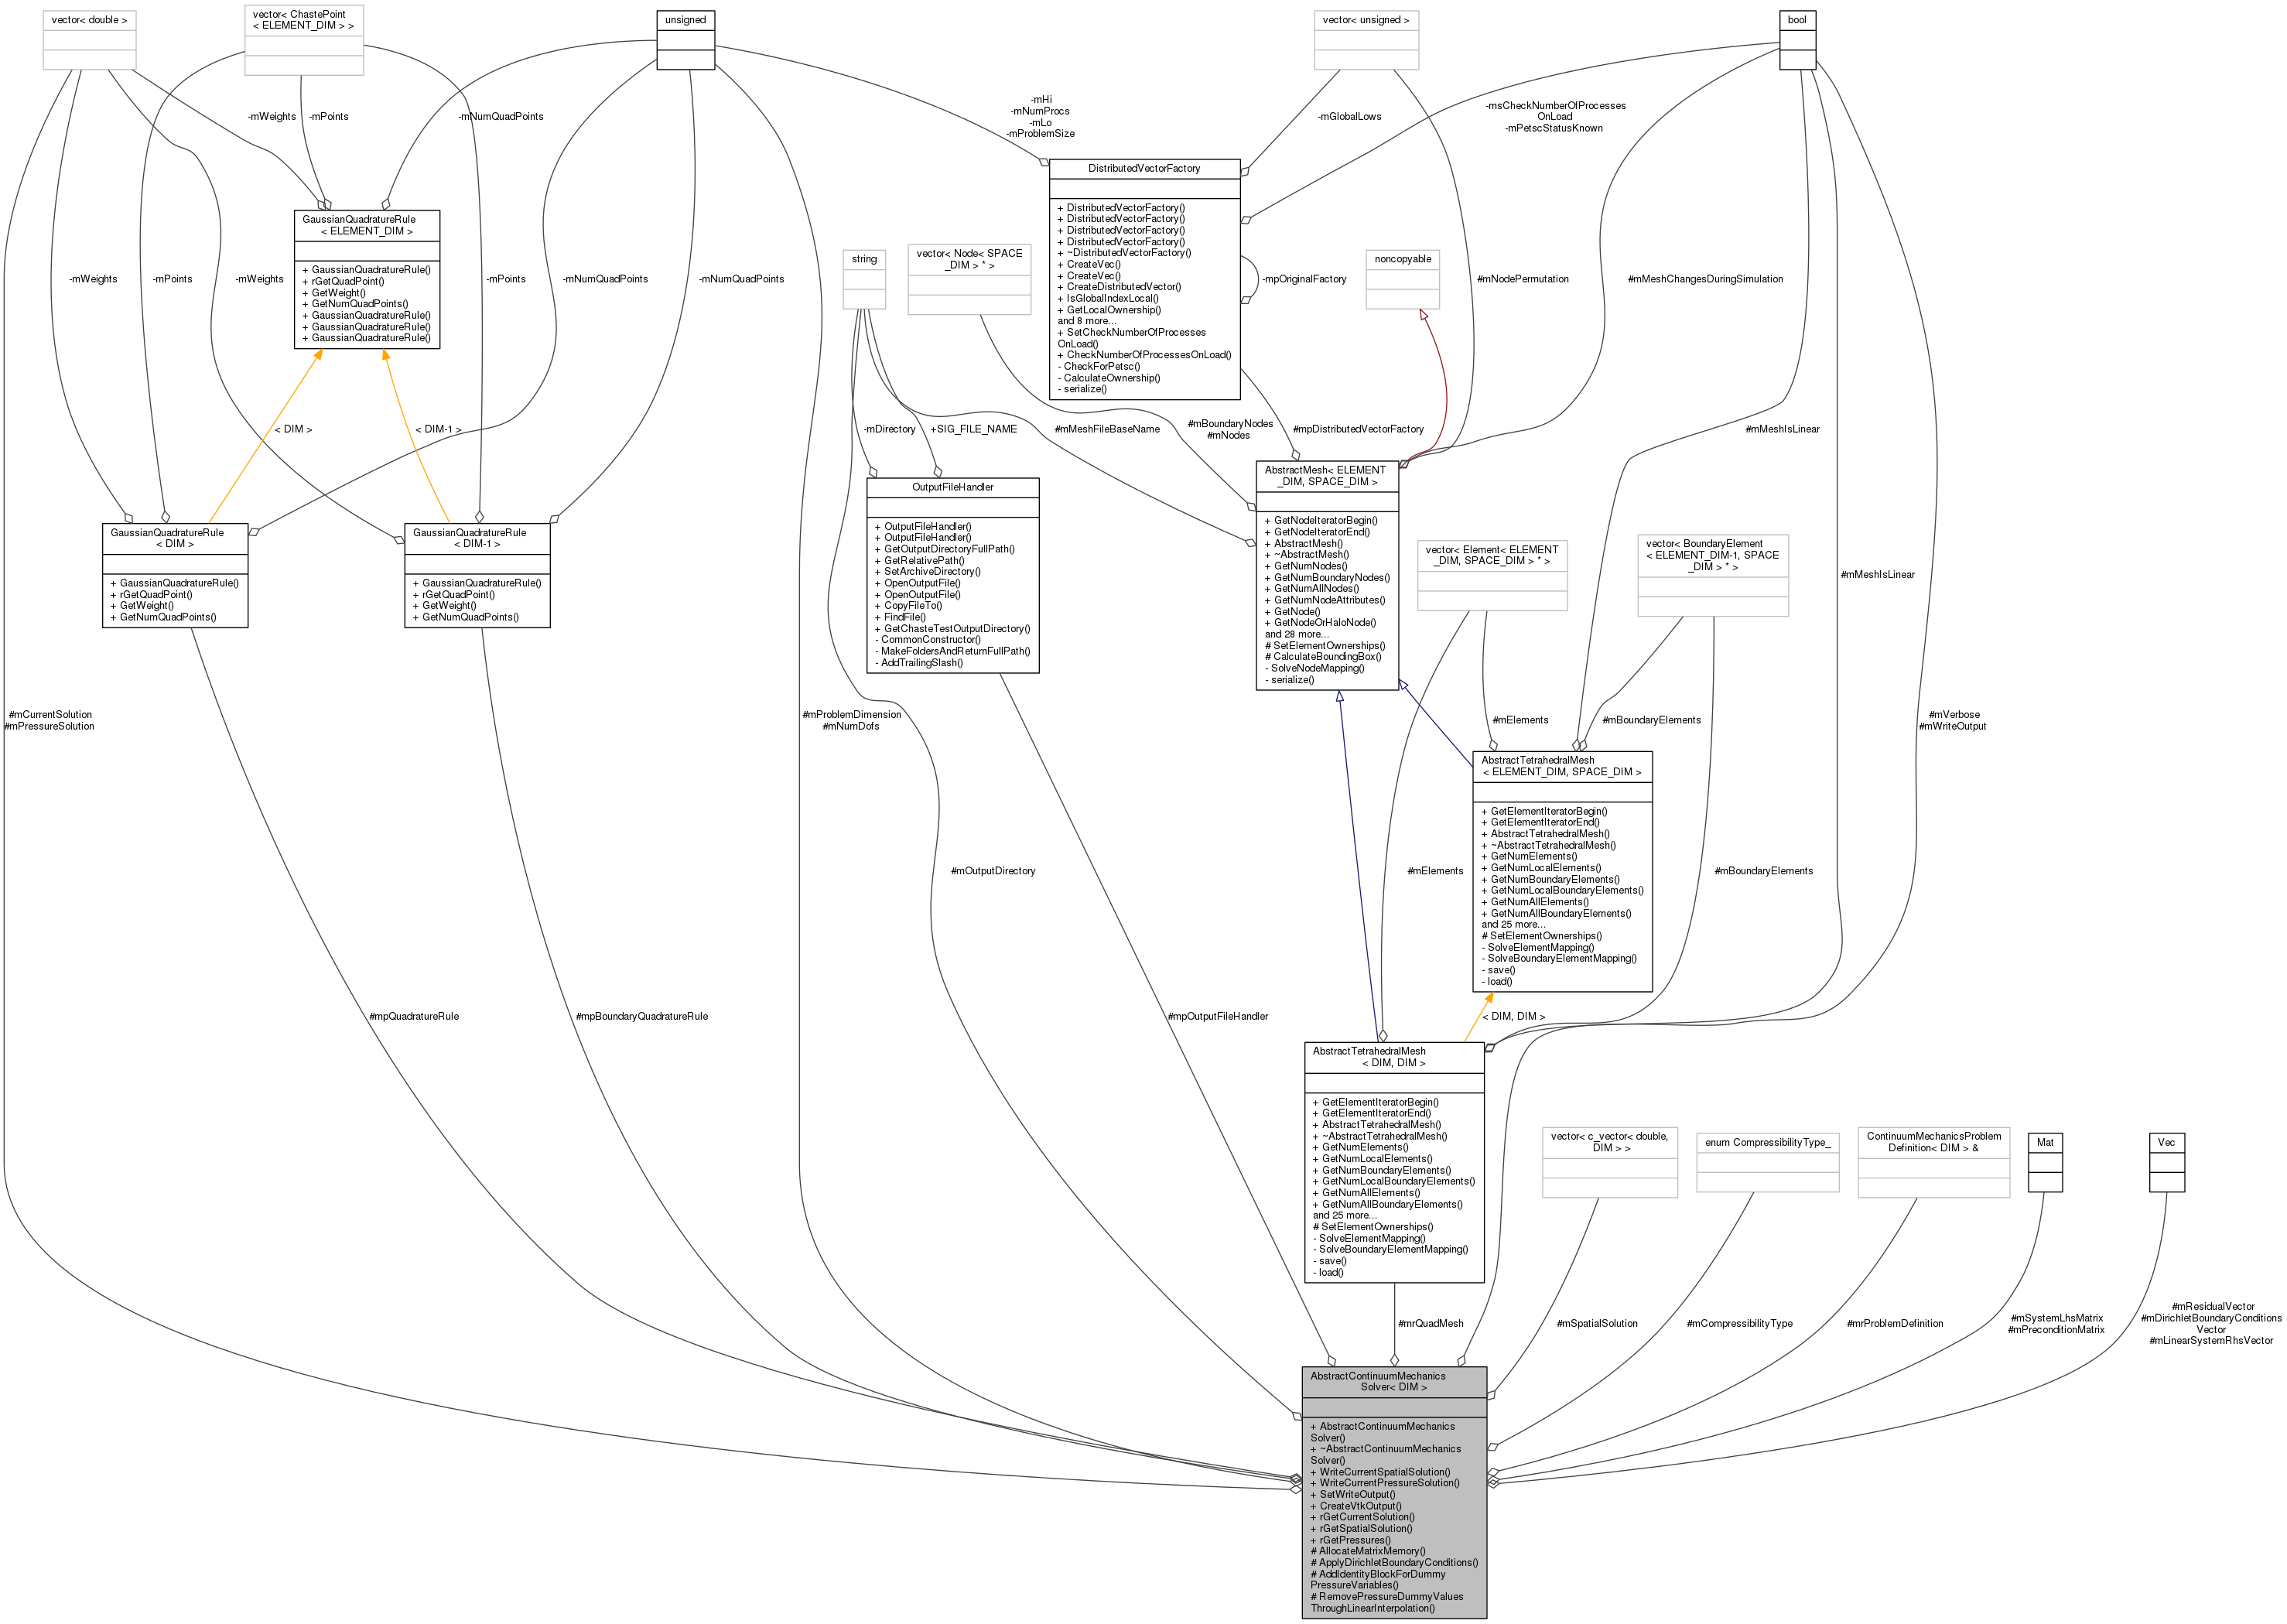 vector< double >
vector< ChastePoint
< ELEMENT_DIM > >
unsigned
vector< unsigned >
bool
-mHi
-mNumProcs
-mLo
-mProblemSize
-msCheckNumberOfProcesses
OnLoad
-mPetscStatusKnown
-mWeights
-mPoints
-mNumQuadPoints
-mGlobalLows
DistributedVectorFactory
+ DistributedVectorFactory()
+ DistributedVectorFactory()
+ DistributedVectorFactory()
+ DistributedVectorFactory()
+ ~DistributedVectorFactory()
+ CreateVec()
+ CreateVec()
+ CreateDistributedVector()
+ IsGlobalIndexLocal()
+ GetLocalOwnership()
and 8 more...
+ SetCheckNumberOfProcesses
OnLoad()
+ CheckNumberOfProcessesOnLoad()
- CheckForPetsc()
- CalculateOwnership()
- serialize()
GaussianQuadratureRule
< ELEMENT_DIM >
+ GaussianQuadratureRule()
+ rGetQuadPoint()
+ GetWeight()
+ GetNumQuadPoints()
+ GaussianQuadratureRule()
+ GaussianQuadratureRule()
+ GaussianQuadratureRule()
string
vector< Node< SPACE
_DIM > * >
noncopyable
-mWeights
-mPoints
-mWeights
-mPoints
-mNumQuadPoints
-mNumQuadPoints
-mpOriginalFactory
#mNodePermutation
#mMeshChangesDuringSimulation
< DIM >
< DIM-1 >
-mDirectory
+SIG_FILE_NAME
#mMeshFileBaseName
#mBoundaryNodes
#mNodes
#mpDistributedVectorFactory
#mMeshIsLinear
AbstractMesh< ELEMENT
_DIM, SPACE_DIM >
+ GetNodeIteratorBegin()
+ GetNodeIteratorEnd()
+ AbstractMesh()
+ ~AbstractMesh()
+ GetNumNodes()
+ GetNumBoundaryNodes()
+ GetNumAllNodes()
+ GetNumNodeAttributes()
+ GetNode()
+ GetNodeOrHaloNode()
and 28 more...
# SetElementOwnerships()
# CalculateBoundingBox()
- SolveNodeMapping()
- serialize()
OutputFileHandler
+ OutputFileHandler()
+ OutputFileHandler()
+ GetOutputDirectoryFullPath()
+ GetRelativePath()
+ SetArchiveDirectory()
+ OpenOutputFile()
+ OpenOutputFile()
+ CopyFileTo()
+ FindFile()
+ GetChasteTestOutputDirectory()
- CommonConstructor()
- MakeFoldersAndReturnFullPath()
- AddTrailingSlash()
GaussianQuadratureRule
< DIM >
+ GaussianQuadratureRule()
+ rGetQuadPoint()
+ GetWeight()
+ GetNumQuadPoints()
GaussianQuadratureRule
< DIM-1 >
+ GaussianQuadratureRule()
+ rGetQuadPoint()
+ GetWeight()
+ GetNumQuadPoints()
vector< Element< ELEMENT
_DIM, SPACE_DIM > * >
vector< BoundaryElement
< ELEMENT_DIM-1, SPACE
_DIM > * >
#mMeshIsLinear
#mCurrentSolution
#mPressureSolution
#mProblemDimension
#mNumDofs
#mElements
#mBoundaryElements
#mVerbose
#mWriteOutput
AbstractTetrahedralMesh
< ELEMENT_DIM, SPACE_DIM >
+ GetElementIteratorBegin()
+ GetElementIteratorEnd()
+ AbstractTetrahedralMesh()
+ ~AbstractTetrahedralMesh()
+ GetNumElements()
+ GetNumLocalElements()
+ GetNumBoundaryElements()
+ GetNumLocalBoundaryElements()
+ GetNumAllElements()
+ GetNumAllBoundaryElements()
and 25 more...
# SetElementOwnerships()
- SolveElementMapping()
- SolveBoundaryElementMapping()
- save()
- load()
#mOutputDirectory
#mElements
#mBoundaryElements
#mpQuadratureRule
#mpBoundaryQuadratureRule
#mpOutputFileHandler
< DIM, DIM >
AbstractTetrahedralMesh
< DIM, DIM >
+ GetElementIteratorBegin()
+ GetElementIteratorEnd()
+ AbstractTetrahedralMesh()
+ ~AbstractTetrahedralMesh()
+ GetNumElements()
+ GetNumLocalElements()
+ GetNumBoundaryElements()
+ GetNumLocalBoundaryElements()
+ GetNumAllElements()
+ GetNumAllBoundaryElements()
and 25 more...
# SetElementOwnerships()
- SolveElementMapping()
- SolveBoundaryElementMapping()
- save()
- load()
vector< c_vector< double,
DIM > >
enum CompressibilityType_
ContinuumMechanicsProblem
Definition< DIM > &
Mat
Vec
#mrQuadMesh
#mSpatialSolution
#mCompressibilityType
#mrProblemDefinition
#mSystemLhsMatrix
#mPreconditionMatrix
#mResidualVector
#mDirichletBoundaryConditions
Vector
#mLinearSystemRhsVector
AbstractContinuumMechanics
Solver< DIM >
+ AbstractContinuumMechanics
Solver()
+ ~AbstractContinuumMechanics
Solver()
+ WriteCurrentSpatialSolution()
+ WriteCurrentPressureSolution()
+ SetWriteOutput()
+ CreateVtkOutput()
+ rGetCurrentSolution()
+ rGetSpatialSolution()
+ rGetPressures()
# AllocateMatrixMemory()
# ApplyDirichletBoundaryConditions()
# AddIdentityBlockForDummy
PressureVariables()
# RemovePressureDummyValues
ThroughLinearInterpolation()